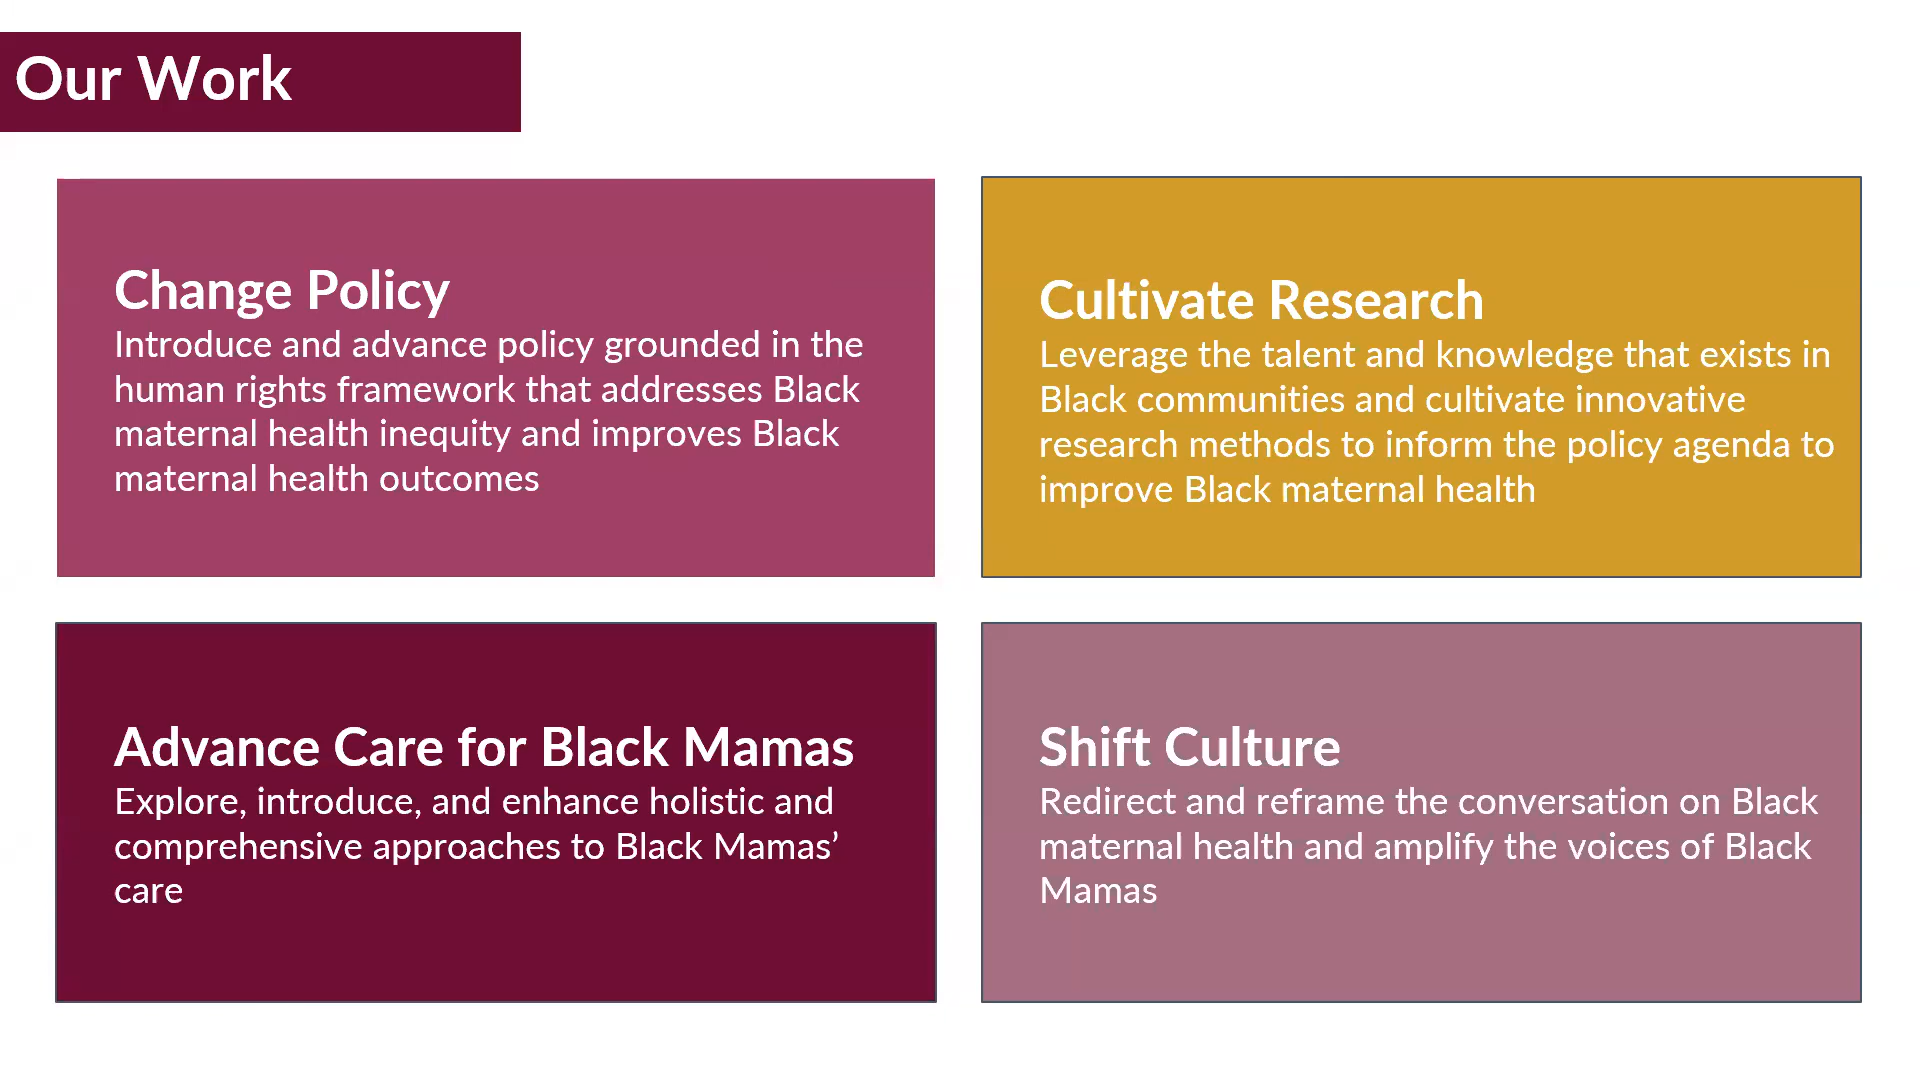 Our Work
Change Policy
Introduce and advance policy grounded in the
human rights framework that addresses Black
maternal health inequity and improves Black
maternal health outcomes
Cultivate Research
Leverage the talent and knowledge that exists in
Black communities and cultivate innovative
research methods to inform the policy agenda to
improve Black maternal health
Advance Care for Black Mamas
Explore, introduce, and enhance holistic and
comprehensive approaches to Black Mamas’
care
Shift Culture
Redirect and reframe the conversation on Black
maternal health and amplify the voices of Black
Mamas